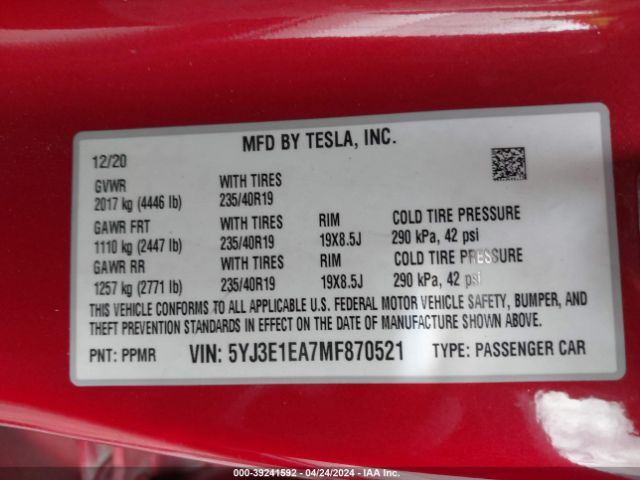 MFD BY TESLA, INC.
12/20
GVWR WITH TIRES
2017 kg (4446 lb) 235/40R19
GAWR FRT WITH TIRES RIM COLD TIRE PRESSURE
1110 kg (2447 lb) 235/40R19 19X8.5J 290 kPa, 42 psi
GAWR RR WITH TIRES RIM COLD TIRE PRESSURE
1257 kg (2771 lb) 235/40R19 19X8.5J 290 kPa, 42 psi
THIS VEHICLE CONFORMS TO ALL APPLICABLE U.S. FEDERAL MOTOR VEHICLE SAFETY, BUMPER, AND
THEFT PREVENTION STANDARDS IN EFFECT ON THE DATE OF MANUFACTURE SHOWN ABOVE.
PNT: PPMR VIN: 5YJ3E1EA7MF870521 TYPE: PASSENGER CAR
000-39241592 - 04/24/2024 - IAA Inc.